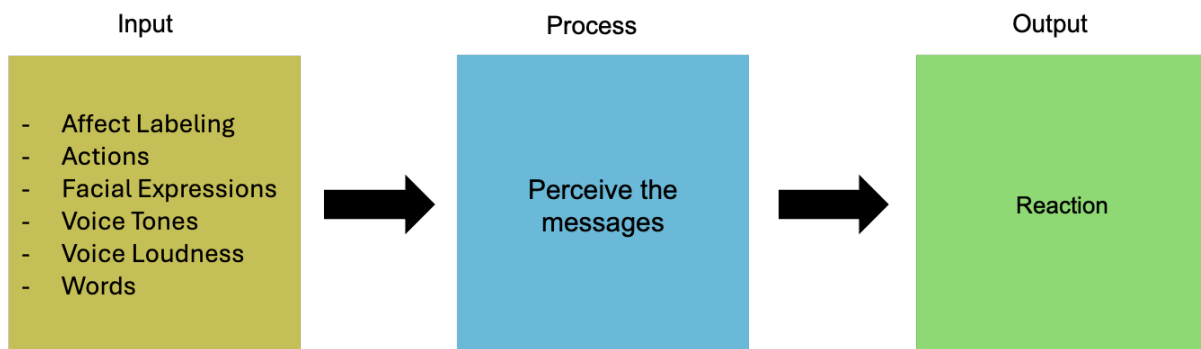 Input
- Affect Labeling
- Actions
- Facial Expressions
- Voice Tones
- Voice Loudness
- Words
Process
Perceive the
messages
Output
Reaction